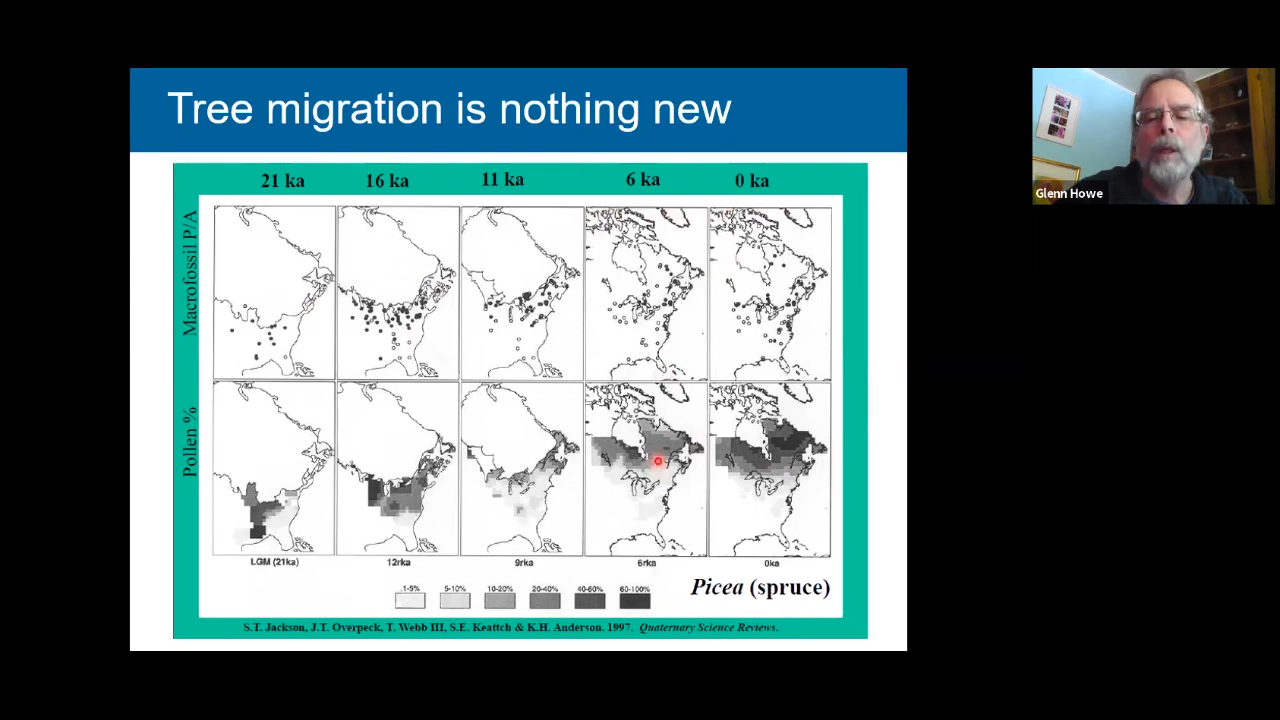 Tree migration is nothing new
21 ka 16 ka 11 ka 6 ka 0 ka
Macrofossil P/A
Pollen %
LGM (21ka) 12rka 9rka 6rka 0ka
.1-5% 5-10% 10-20% 20-40% 40-60% 60-100%
Picea (spruce)
S.T. Jackson, J.T. Overpeck, T. Webb III, S.E. Keattch & K.H. Anderson. 1997. Quaternary Science Reviews.
Glenn Howe